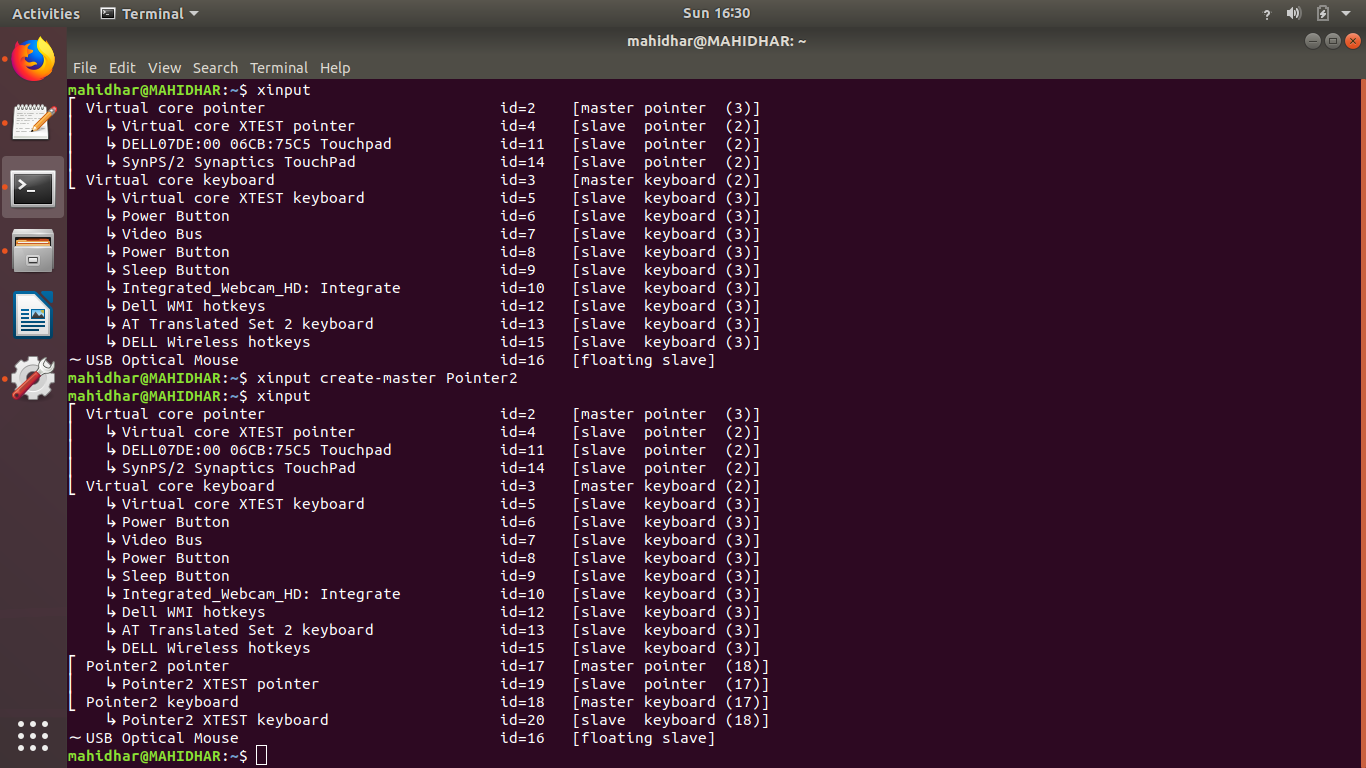 Activities Terminal Sun 16:30 ?
mahidhar@MAHIDHAR: ~
File Edit View Search Terminal Help
mahidhar@MAHIDHAR:~$ xinput
⎡ Virtual core pointer id=2 [master pointer (3)]
⎜ ↳ Virtual core XTEST pointer id=4 [slave pointer (2)]
⎜ ↳ DELL07DE:00 06CB:75C5 Touchpad id=11 [slave pointer (2)]
⎜ ↳ SynPS/2 Synaptics TouchPad id=14 [slave pointer (2)]
⎣ Virtual core keyboard id=3 [master keyboard (2)]
↳ Virtual core XTEST keyboard id=5 [slave keyboard (3)]
↳ Power Button id=6 [slave keyboard (3)]
↳ Video Bus id=7 [slave keyboard (3)]
↳ Power Button id=8 [slave keyboard (3)]
↳ Sleep Button id=9 [slave keyboard (3)]
↳ Integrated_Webcam_HD: Integrate id=10 [slave keyboard (3)]
↳ Dell WMI hotkeys id=12 [slave keyboard (3)]
↳ AT Translated Set 2 keyboard id=13 [slave keyboard (3)]
↳ DELL Wireless hotkeys id=15 [slave keyboard (3)]
∼ USB Optical Mouse id=16 [floating slave]
mahidhar@MAHIDHAR:~$ xinput create-master Pointer2
mahidhar@MAHIDHAR:~$ xinput
⎡ Virtual core pointer id=2 [master pointer (3)]
⎜ ↳ Virtual core XTEST pointer id=4 [slave pointer (2)]
⎜ ↳ DELL07DE:00 06CB:75C5 Touchpad id=11 [slave pointer (2)]
⎜ ↳ SynPS/2 Synaptics TouchPad id=14 [slave pointer (2)]
⎣ Virtual core keyboard id=3 [master keyboard (2)]
↳ Virtual core XTEST keyboard id=5 [slave keyboard (3)]
↳ Power Button id=6 [slave keyboard (3)]
↳ Video Bus id=7 [slave keyboard (3)]
↳ Power Button id=8 [slave keyboard (3)]
↳ Sleep Button id=9 [slave keyboard (3)]
↳ Integrated_Webcam_HD: Integrate id=10 [slave keyboard (3)]
↳ Dell WMI hotkeys id=12 [slave keyboard (3)]
↳ AT Translated Set 2 keyboard id=13 [slave keyboard (3)]
↳ DELL Wireless hotkeys id=15 [slave keyboard (3)]
⎡ Pointer2 pointer id=17 [master pointer (18)]
⎜ ↳ Pointer2 XTEST pointer id=19 [slave pointer (17)]
⎣ Pointer2 keyboard id=18 [master keyboard (17)]
↳ Pointer2 XTEST keyboard id=20 [slave keyboard (18)]
∼ USB Optical Mouse id=16 [floating slave]
mahidhar@MAHIDHAR:~$